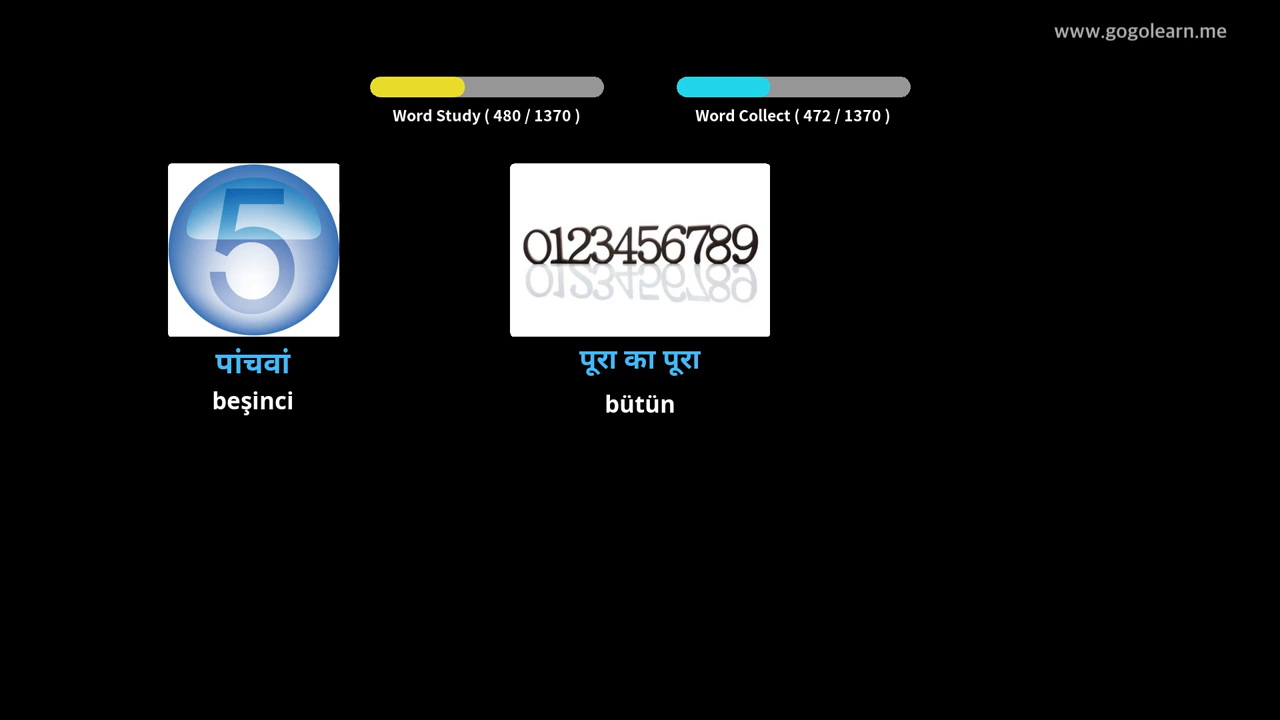 www.gogolearn.me
Word Study ( 480 / 1370 )
Word Collect ( 472 / 1370 )
5
0123456789
पांचवां
पूरा का पूरा
beşinci
bütün